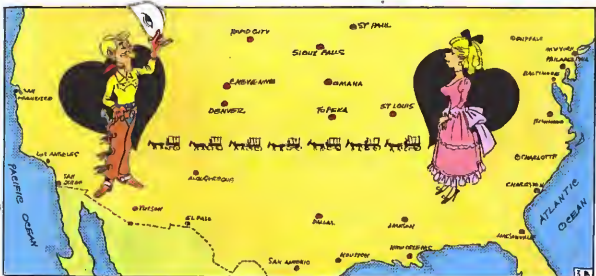 ST PAUL
RAPID CITY
SIOUX FALLS
BUFFALO
NEW YORK
PHILADELPHIA
BALTIMORE
SAN
FRANCISCO
CHEYENNE
OMAHA
DENVER
TOPEKA
ST LOUIS
RICHMOND
LOS ANGELES
SAN
DIEGO
CHARLOTTE
ALBUQUERQUE
CHARLESTON
PACIFIC OCEAN
ATLANTIC
OCEAN
TUCSON
EL PASO
DALLAS
JACKSON
JACKSONVILLE
SAN ANTONIO
HOUSTON
NEW ORLEANS